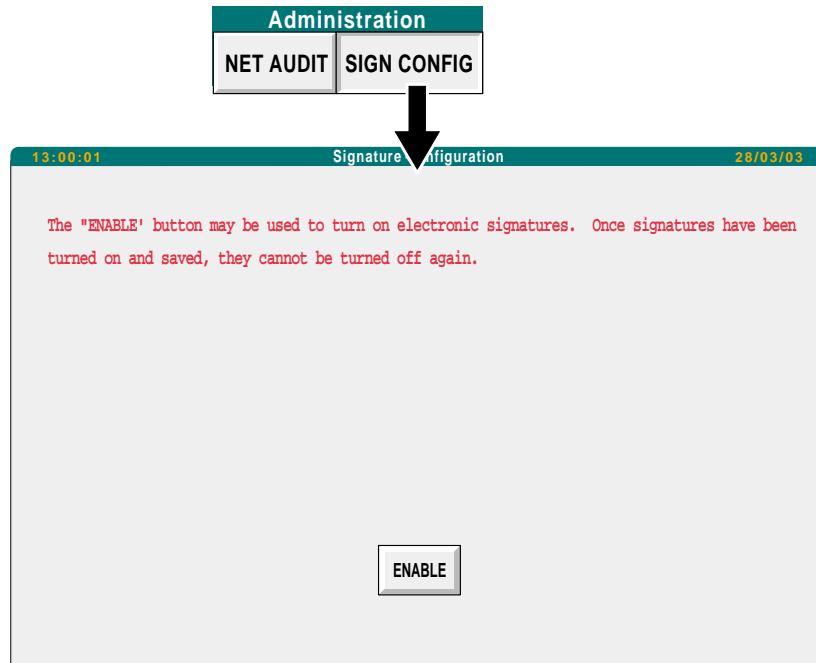 Administration
NET AUDIT SIGN CONFIG
13:00:01 Signature nfiguration 28/03/03
The "ENABLE' button may be used to turn on electronic signatures. Once signatures have been
turned on and saved, they cannot be turned off again.
ENABLE